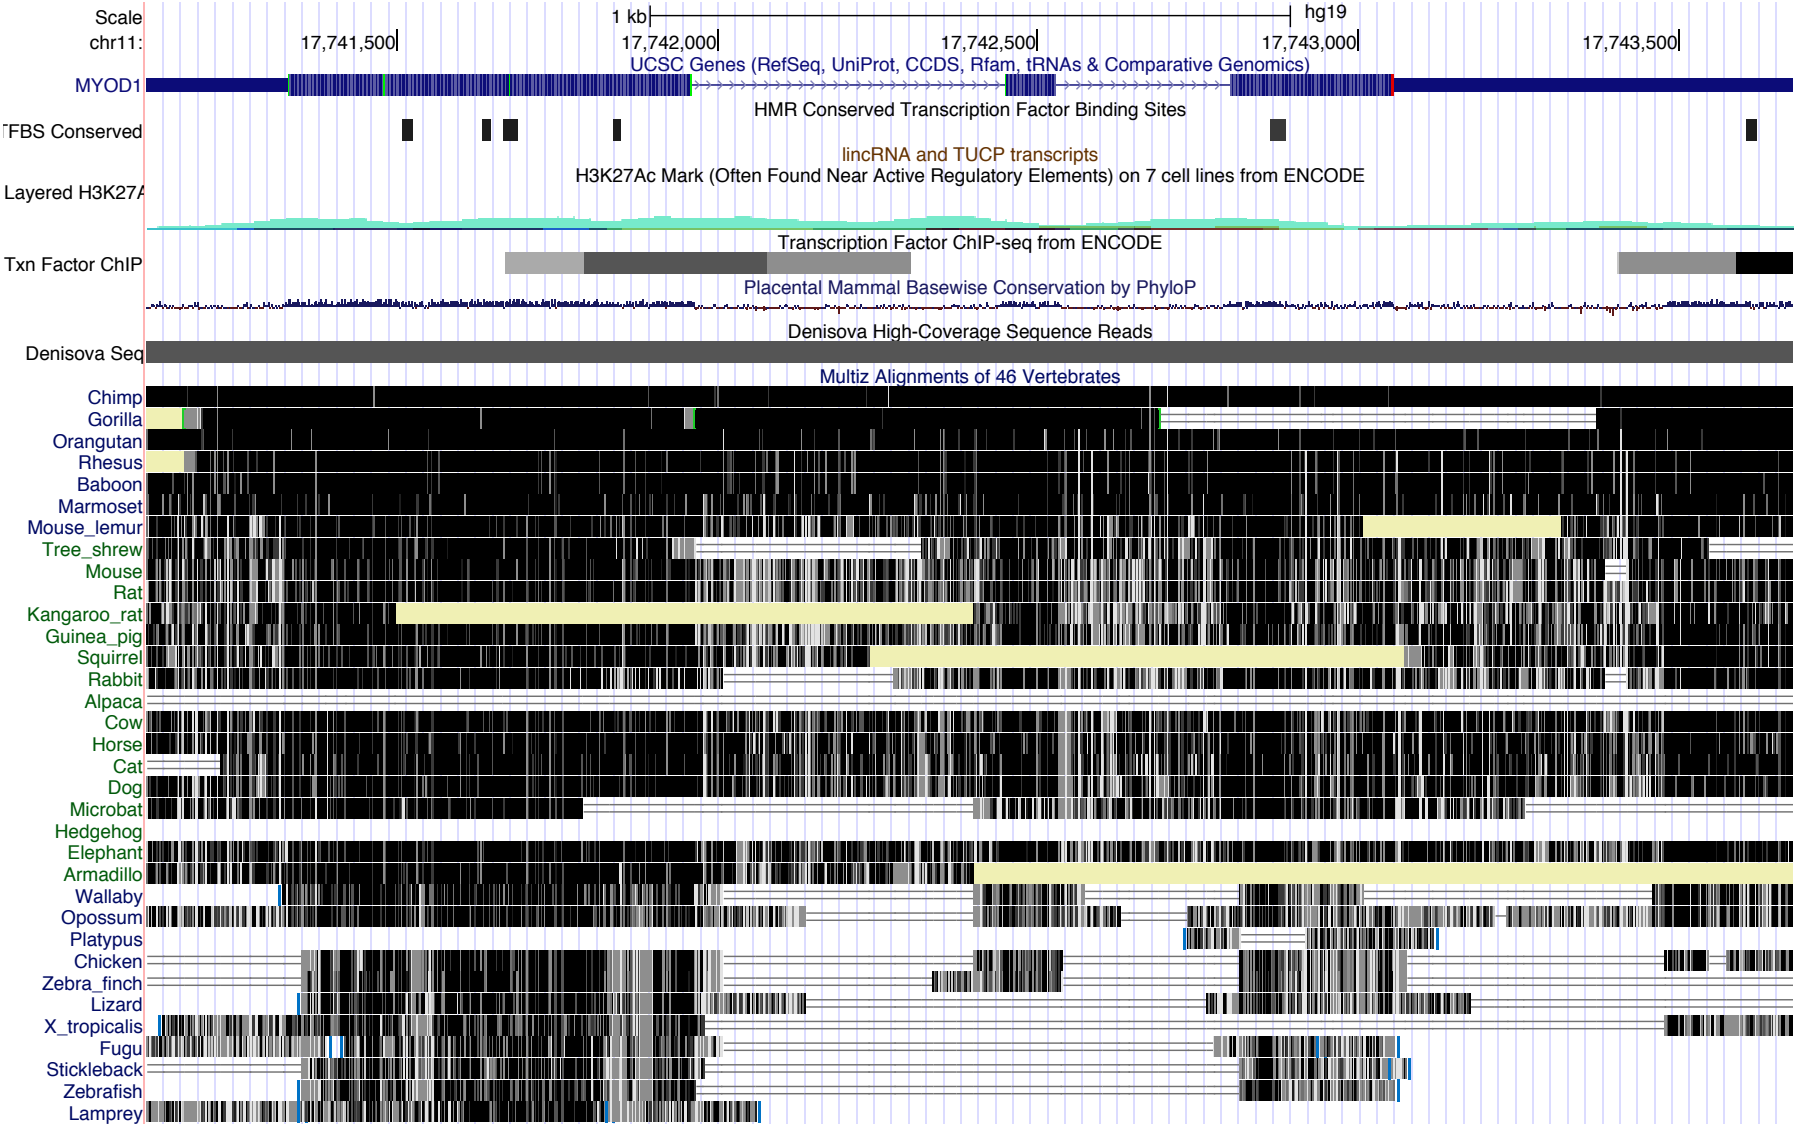 Scale 1 kb hg19
chr11: 17,741,500 17,742,000 17,742,500 17,743,000 17,743,500
UCSC Genes (RefSeq, UniProt, CCDS, Rfam, tRNAs & Comparative Genomics)
MYOD1
HMR Conserved Transcription Factor Binding Sites
TFBS Conserved
lincRNA and TUCP transcripts
H3K27Ac Mark (Often Found Near Active Regulatory Elements) on 7 cell lines from ENCODE
Layered H3K27A
Transcription Factor ChIP-seq from ENCODE
Txn Factor ChIP
Placental Mammal Basewise Conservation by PhyloP
Denisova High-Coverage Sequence Reads
Denisova Seq
Multiz Alignments of 46 Vertebrates
Chimp
Gorilla
Orangutan
Rhesus
Baboon
Marmoset
Mouse_lemur
Tree_shrew
Mouse
Rat
Kangaroo_rat
Guinea_pig
Squirrel
Rabbit
Alpaca
Cow
Horse
Cat
Dog
Microbat
Hedgehog
Elephant
Armadillo
Wallaby
Opossum
Platypus
Chicken
Zebra_finch
Lizard
X_tropicalis
Fugu
Stickleback
Zebrafish
Lamprey